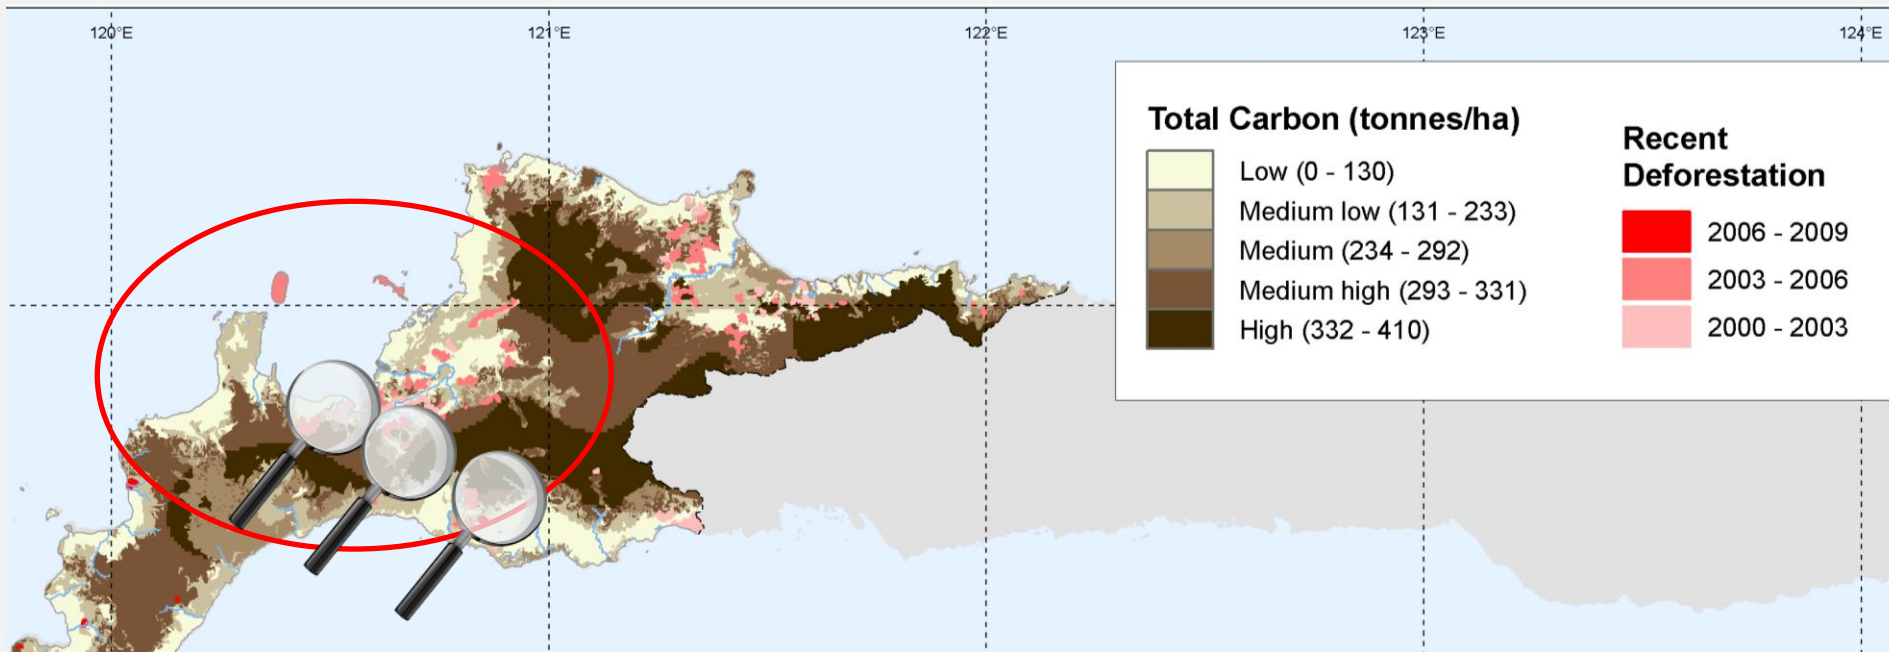 120°E
121°E
122°E
123°E
124°E
Total Carbon (tonnes/ha)
Low (0 - 130)
Medium low (131 - 233)
Medium (234 - 292)
Medium high (293 - 331)
High (332 - 410)
Recent
Deforestation
2006 - 2009
2003 - 2006
2000 - 2003